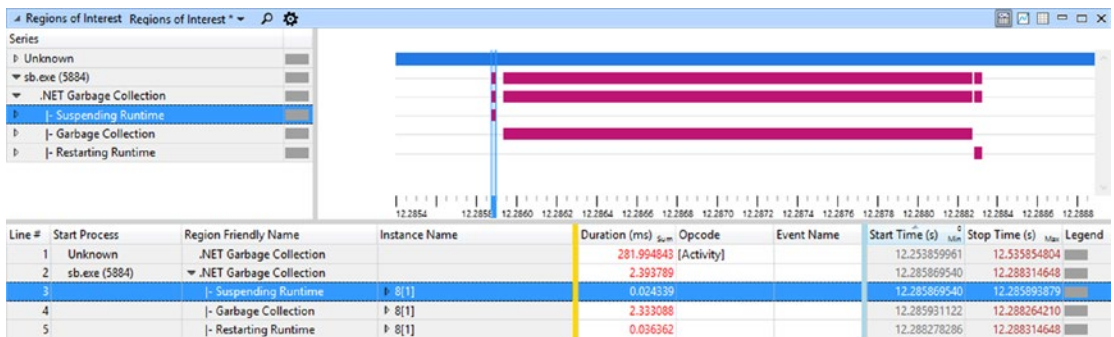 Regions of Interest Regions of Interest *
Series
Unknown
sb.exe (5884)
.NET Garbage Collection
|- Suspending Runtime
|- Garbage Collection
|- Restarting Runtime
12.2854 12.2858 12.2860 12.2862 12.2864 12.2866 12.2868 12.2870 12.2872 12.2874 12.2876 12.2878 12.2880 12.2882 12.2884 12.2886 12.2888
Line # Start Process Region Friendly Name Instance Name Duration (ms) Sum Opcode Event Name Start Time (s) Min Stop Time (s) Max Legend
1 Unknown .NET Garbage Collection 281.994843 [Activity] 12.253859961 12.535854804
2 sb.exe (5884) .NET Garbage Collection 2.393789 12.285869540 12.288314648
3 |- Suspending Runtime 8[1] 0.024339 12.285869540 12.285893879
4 |- Garbage Collection 8[1] 2.333088 12.285931122 12.288264210
5 |- Restarting Runtime 8[1] 0.036362 12.288278286 12.288314648